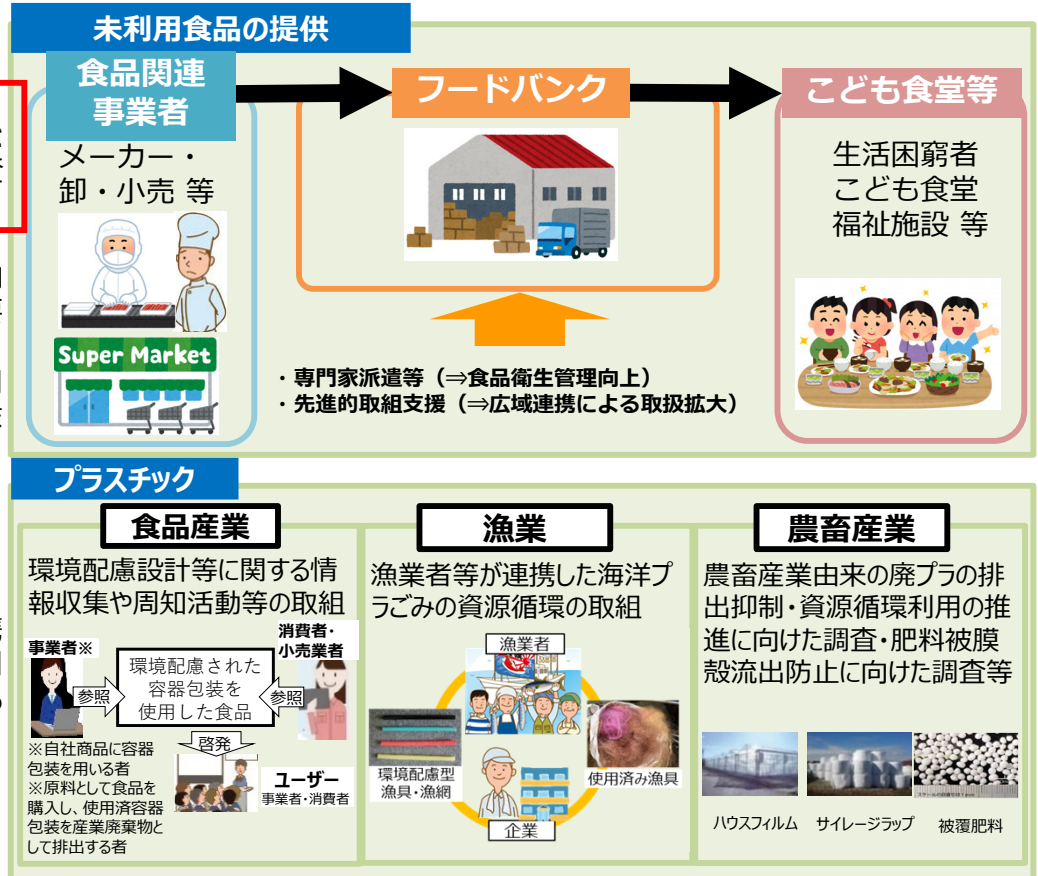 未利用食品の提供
食品関連
事業者
フードバンク
こども食堂等
メーカー・
卸・小売 等
生活困窮者
こども食堂
福祉施設 等
Super Market
・専門家派遣等（⇒食品衛生管理向上）
・先進的取組支援（⇒広域連携による取扱拡大）
プラスチック
食品産業
環境配慮設計等に関する情
報収集や周知活動等の取組
事業者※
消費者・
小売業者
参照
環境配慮された
容器包装を
使用した食品
参照
啓発
※自社商品に容器
包装を用いる者
※原料として食品を
購入し、使用済容器
包装を産業廃棄物と
して排出する者
ユーザー
事業者・消費者
漁業
漁業者等が連携した海洋プ
ラごみの資源循環の取組
漁業者
環境配慮型
漁具・漁網
使用済み漁具
企業
農畜産業
農畜産業由来の廃プラの排
出抑制・資源循環利用の推
進に向けた調査・肥料被膜
殻流出防止に向けた調査等
ハウスフィルム
サイレージラップ
被覆肥料